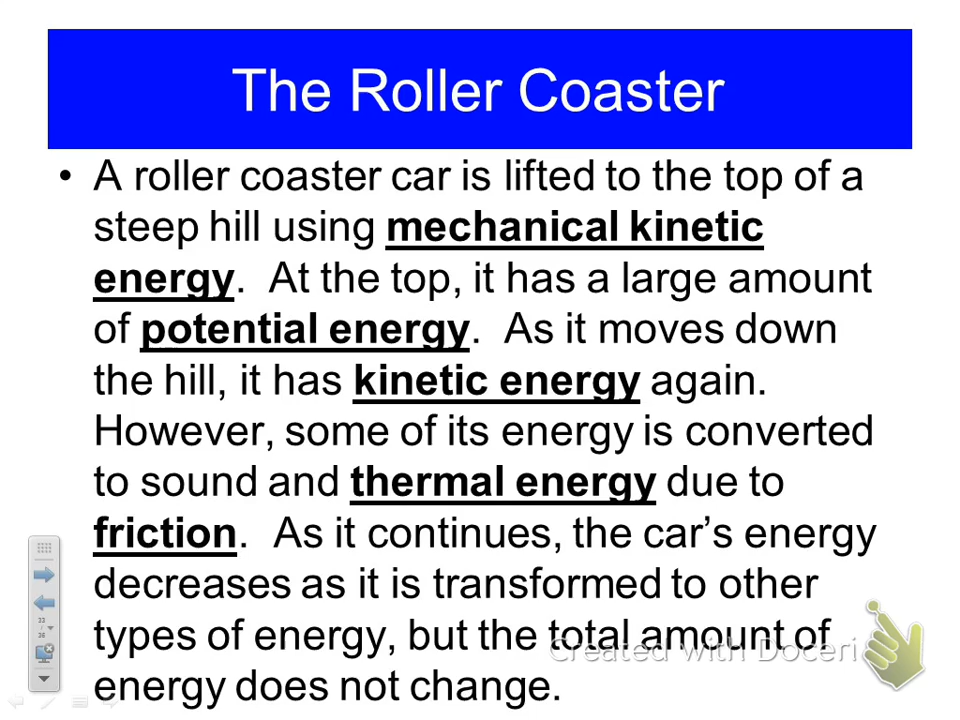 The Roller Coaster
• A roller coaster car is lifted to the top of a
steep hill using mechanical kinetic
energy.  At the top, it has a large amount
of potential energy.  As it moves down
the hill, it has kinetic energy again.
However, some of its energy is converted
to sound and thermal energy due to
friction.  As it continues, the car’s energy
decreases as it is transformed to other
types of energy, but the total amount of
energy does not change.
Created with Doceri
33
/
36